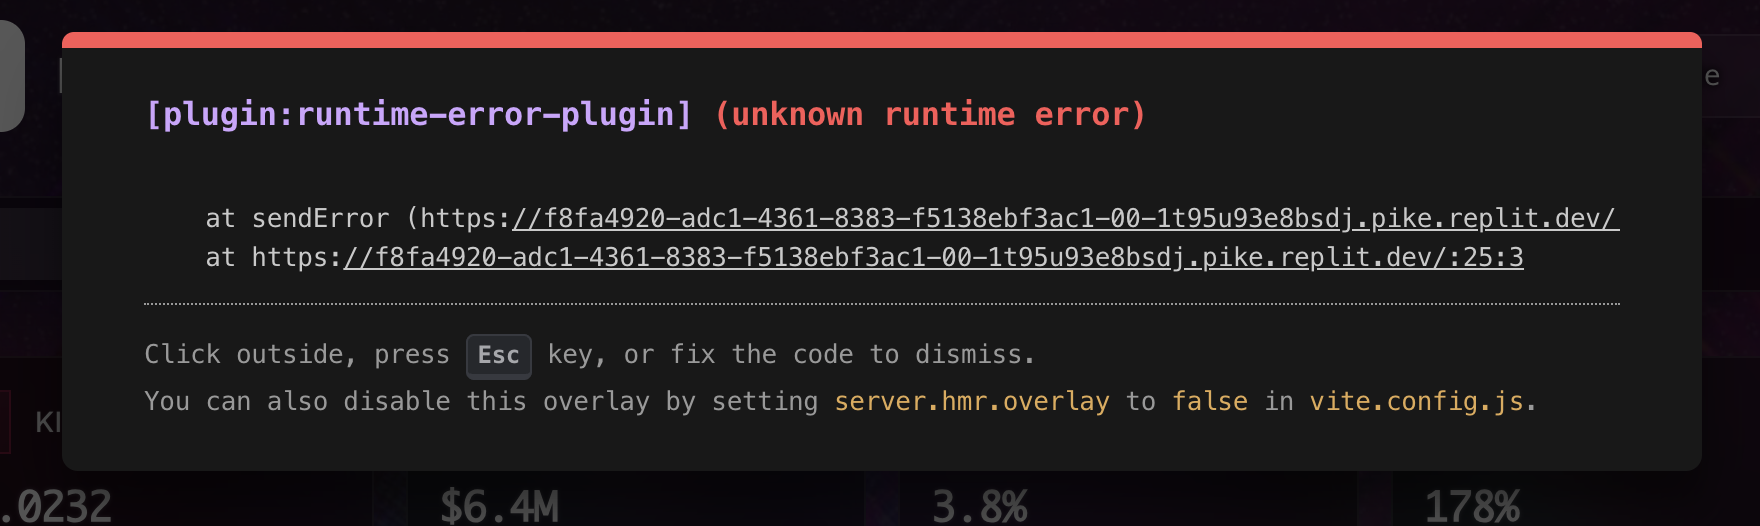 e
[plugin:runtime-error-plugin] (unknown runtime error)
at sendError (https://f8fa4920-adc1-4361-8383-f5138ebf3ac1-00-1t95u93e8bsdj.pike.replit.dev/
at https://f8fa4920-adc1-4361-8383-f5138ebf3ac1-00-1t95u93e8bsdj.pike.replit.dev/:25:3
Click outside, press Esc key, or fix the code to dismiss.
You can also disable this overlay by setting server.hmr.overlay to false in vite.config.js.
.0232 $6.4M 3.8% 178%